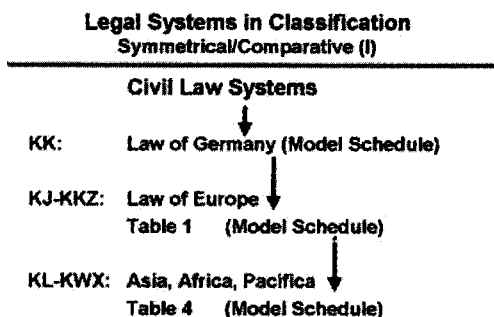 Legal Systems in Classification
Symmetrical/Comparative (I)
Civil Law Systems
KK: Law of Germany (Model Schedule)
KJ-KKZ: Law of Europe
Table 1 (Model Schedule)
KL-KWX: Asia, Africa, Pacifica
Table 4 (Model Schedule)